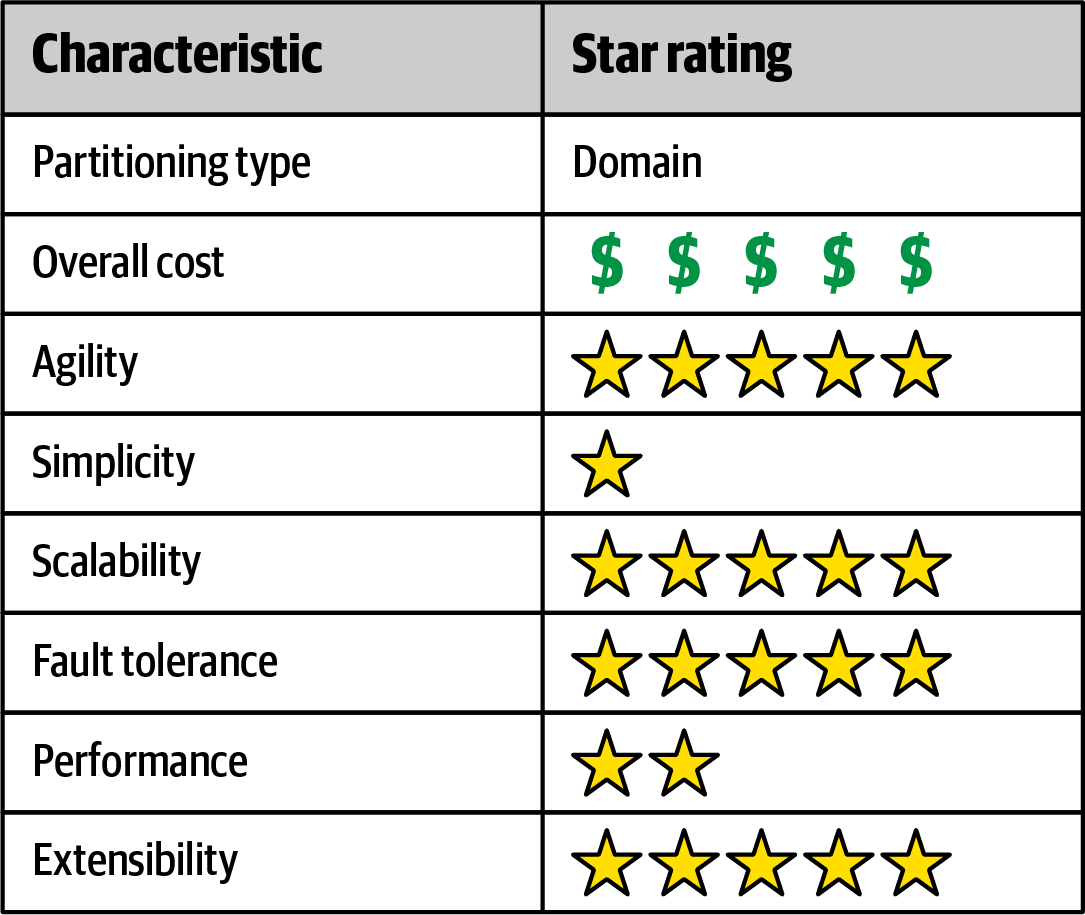 Characteristic Star rating
Partitioning type Domain
Overall cost $ $ $ $ $
Agility
Simplicity
Scalability
Fault tolerance
Performance
Extensibility